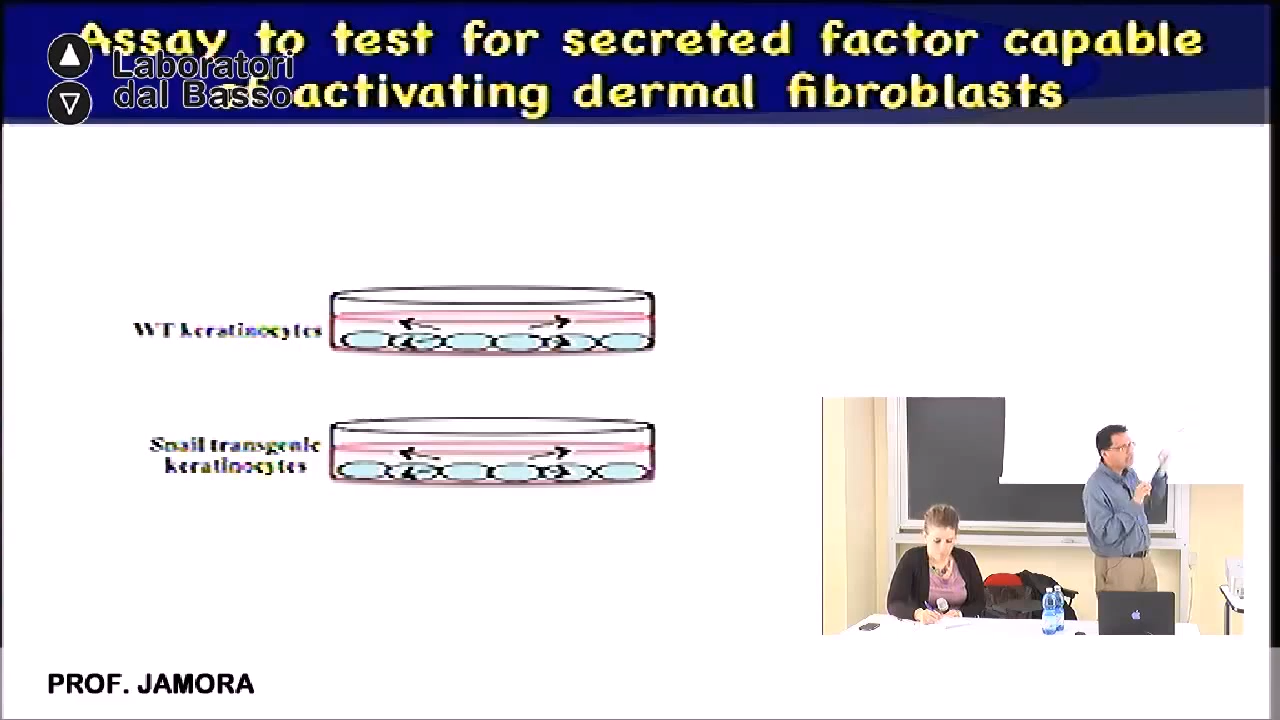 Assay to test for secreted factor capable
activating dermal fibroblasts
Laboratori
dal Basso
WT keratinocytes
Snail transgenic
keratinocytes
PROF. JAMORA